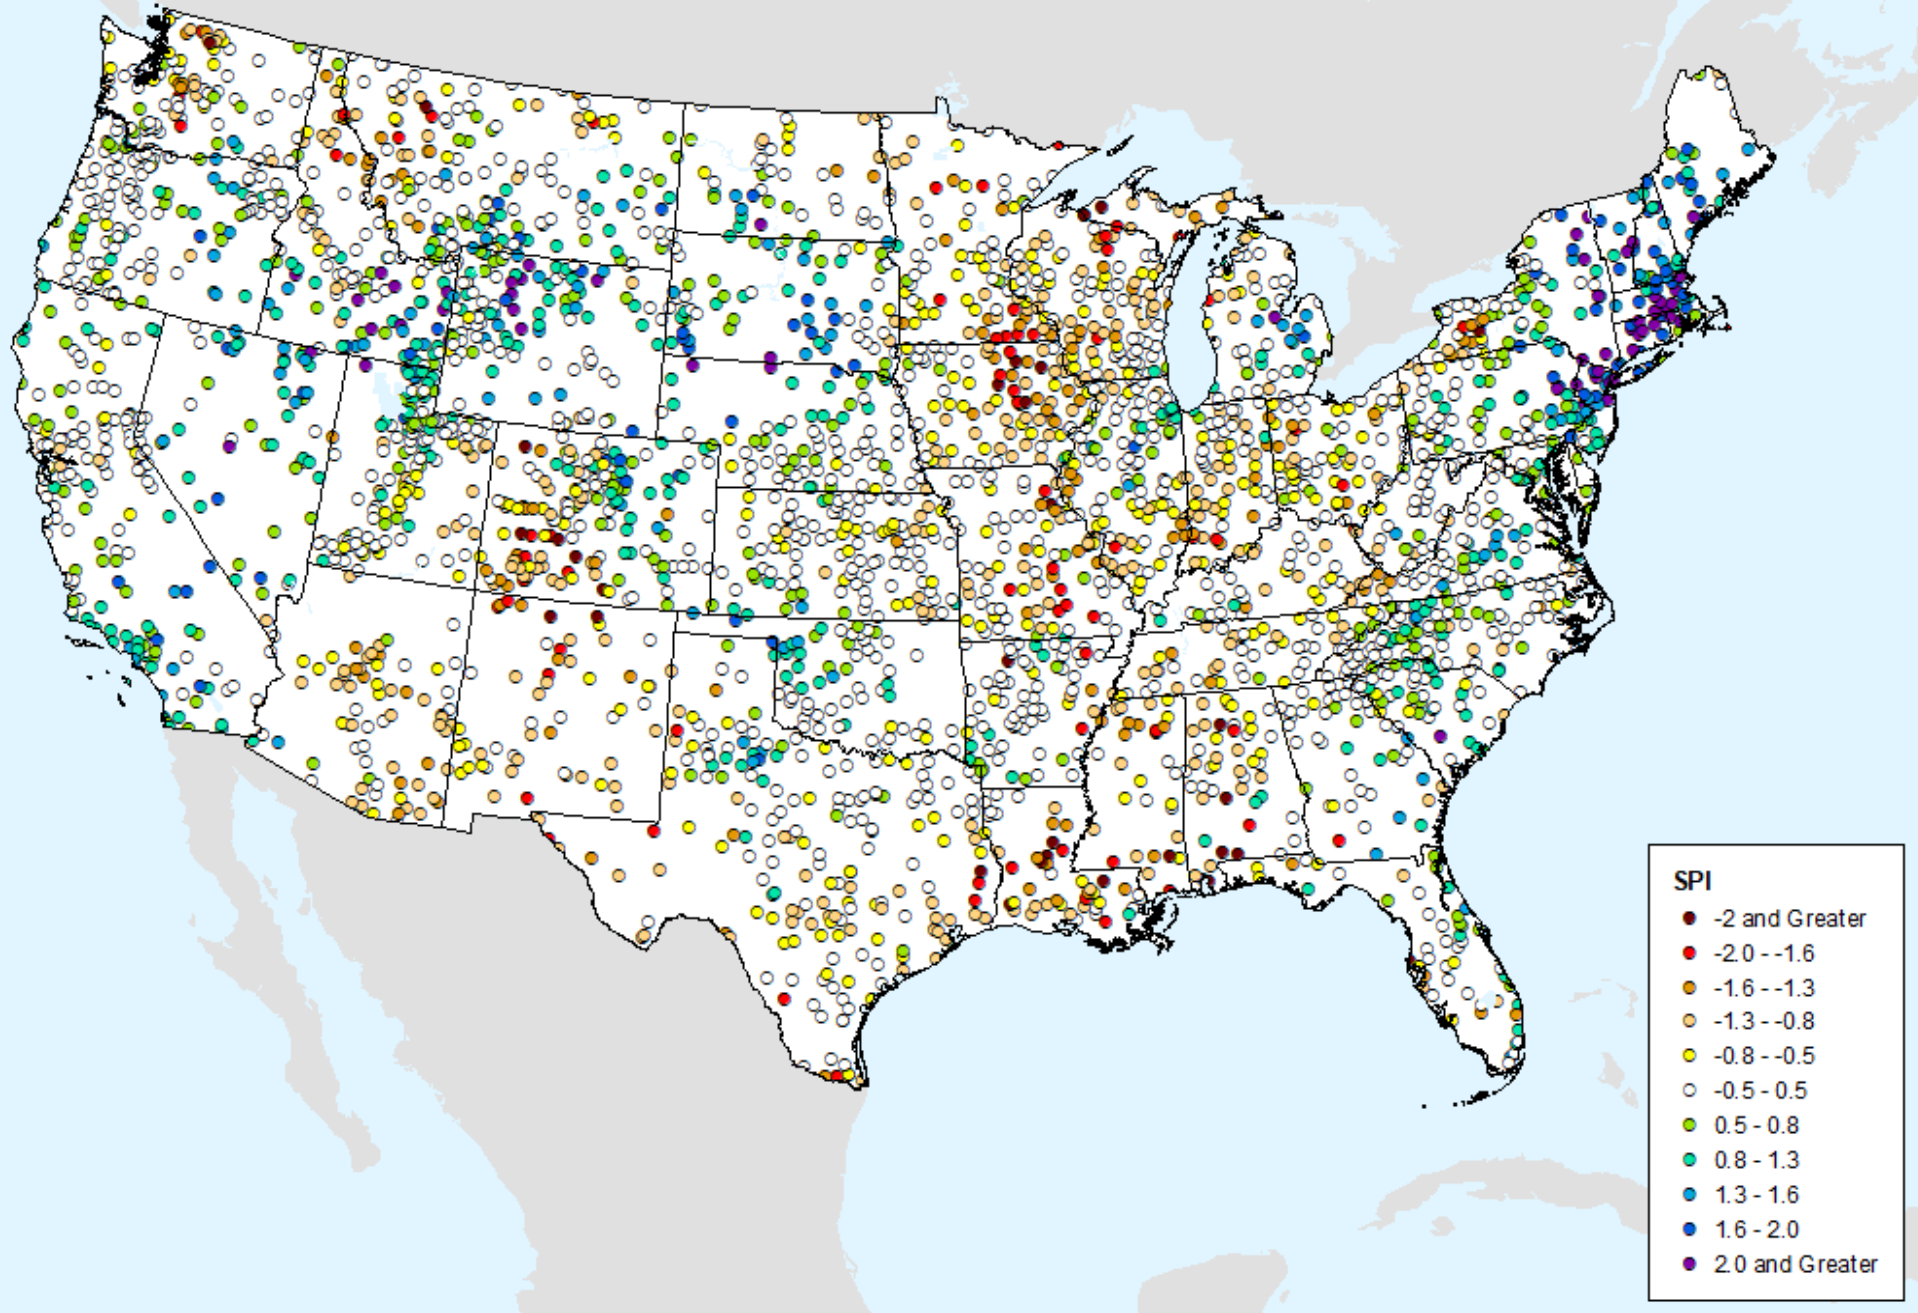 SPI
-2 and Greater
-2.0 - -1.6
-1.6 - -1.3
-1.3 - -0.8
-0.8 - -0.5
-0.5 - 0.5
0.5 - 0.8
0.8 - 1.3
1.3 - 1.6
1.6 - 2.0
2.0 and Greater